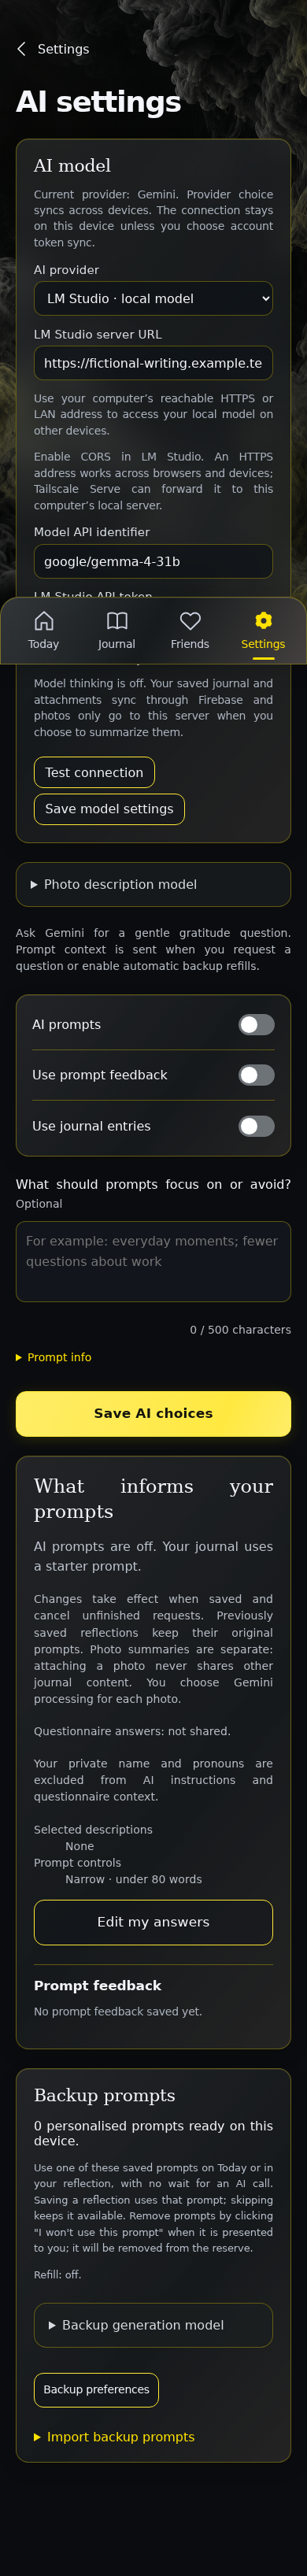 Settings
AI settings
AI model
Current provider: Gemini. Provider choice
syncs across devices. The connection stays
on this device unless you choose account
token sync.
AI provider
LM Studio · local model
LM Studio server URL
https://fictional-writing.example.te
Use your computer’s reachable HTTPS or
LAN address to access your local model on
other devices.
Enable CORS in LM Studio. An HTTPS
address works across browsers and devices;
Tailscale Serve can forward it to this
computer’s local server.
Model API identifier
google/gemma-4-31b
LM Studio API token
Today
Journal
Friends
Settings
Model thinking is off. Your saved journal and
attachments sync through Firebase and
photos only go to this server when you
choose to summarize them.
Test connection
Save model settings
Photo description model
Ask Gemini for a gentle gratitude question.
Prompt context is sent when you request a
question or enable automatic backup refills.
AI prompts
Use prompt feedback
Use journal entries
What should prompts focus on or avoid?
Optional
For example: everyday moments; fewer
questions about work
0 / 500 characters
Prompt info
Save AI choices
What informs your
prompts
AI prompts are off. Your journal uses
a starter prompt.
Changes take effect when saved and
cancel unfinished requests. Previously
saved reflections keep their original
prompts. Photo summaries are separate:
attaching a photo never shares other
journal content. You choose Gemini
processing for each photo.
Questionnaire answers: not shared.
Your private name and pronouns are
excluded from AI instructions and
questionnaire context.
Selected descriptions
None
Prompt controls
Narrow · under 80 words
Edit my answers
Prompt feedback
No prompt feedback saved yet.
Backup prompts
0 personalised prompts ready on this
device.
Use one of these saved prompts on Today or in
your reflection, with no wait for an AI call.
Saving a reflection uses that prompt; skipping
keeps it available. Remove prompts by clicking
"I won't use this prompt" when it is presented
to you; it will be removed from the reserve.
Refill: off.
Backup generation model
Backup preferences
Import backup prompts